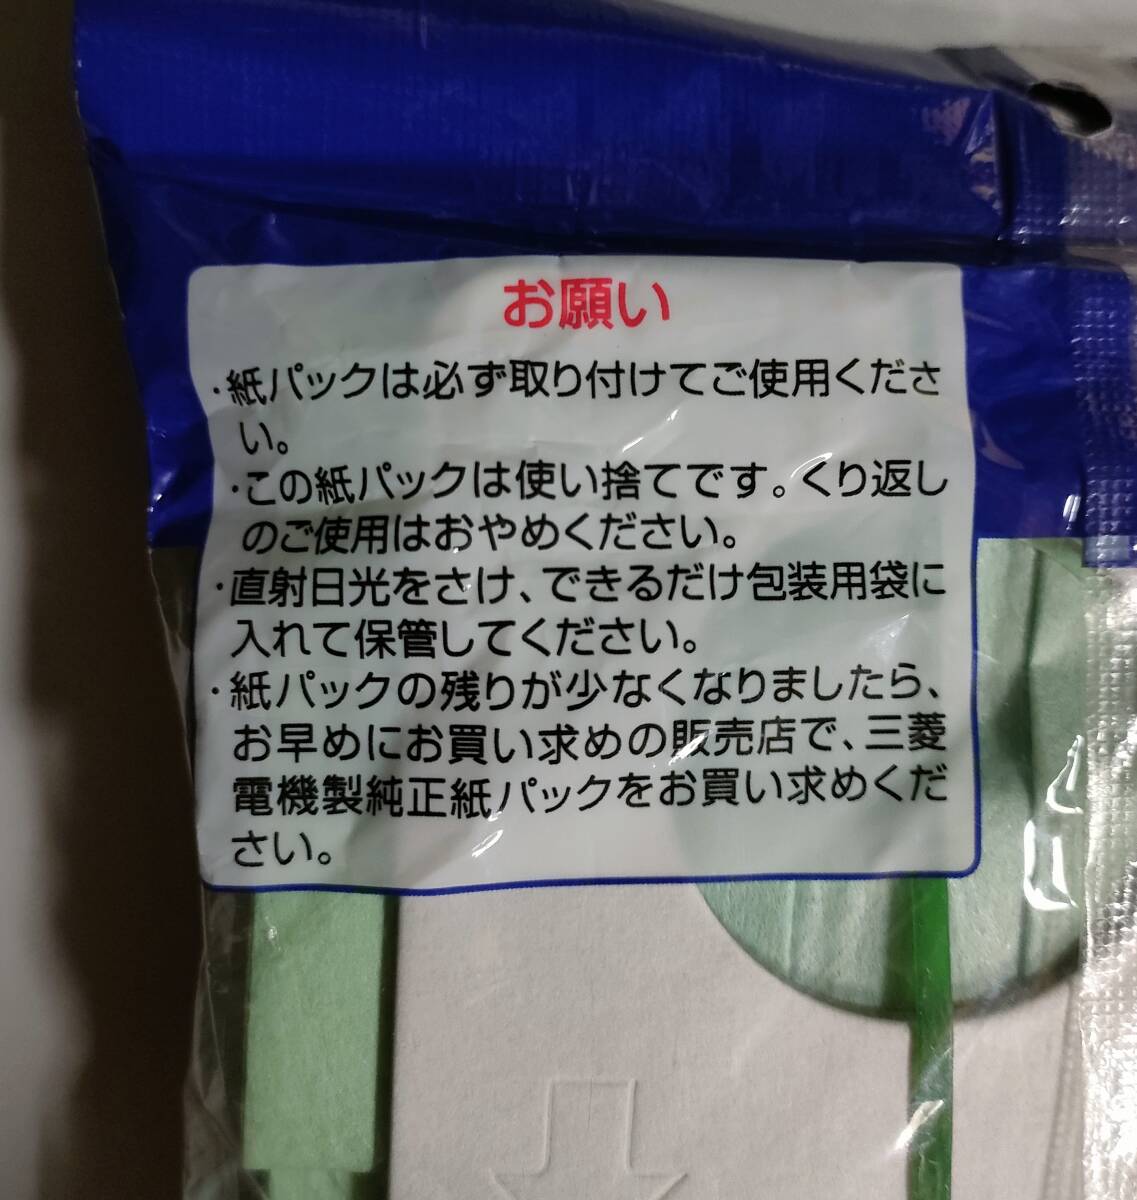 お願い
・紙パックは必ず取り付けてご使用くださ
い。
・この紙パックは使い捨てです。くり返し
のご使用はおやめください。
・直射日光をさけ、できるだけ包装用袋に
入れて保管してください。
・紙パックの残りが少なくなりましたら、
お早めにお買い求めの販売店で、三菱
電機製純正紙パックをお買い求めくだ
さい。